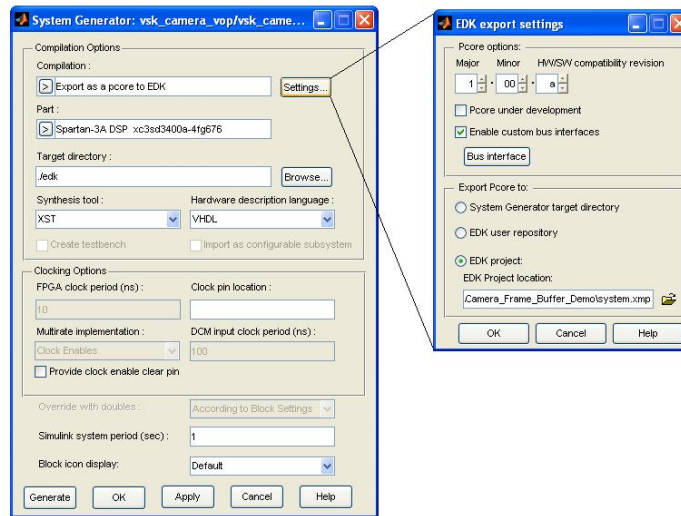 System Generator: vsk_camera_vop/vsk_came...
Compilation Options
Compilation :
> Export as a pcore to EDK Settings...
Part :
> Spartan-3A DSP xc3sd3400a-4fg676
Target directory :
./edk Browse...
Synthesis tool : Hardware description language :
XST VHDL
Create testbench Import as configurable subsystem
Clocking Options
FPGA clock period (ns) : Clock pin location :
10
Multirate implementation : DCM input clock period (ns) :
Clock Enables 100
Provide clock enable clear pin
Override with doubles : According to Block Settings
Simulink system period (sec) : 1
Block icon display: Default
Generate OK Apply Cancel Help
EDK export settings
Pcore options:
Major Minor HW/SW compatibility revision
1 . 00 . a
Pcore under development
Enable custom bus interfaces
Bus interface
Export Pcore to:
System Generator target directory
EDK user repository
EDK project:
EDK Project location:
Camera_Frame_Buffer_Demo\system.xmp
OK Cancel Help